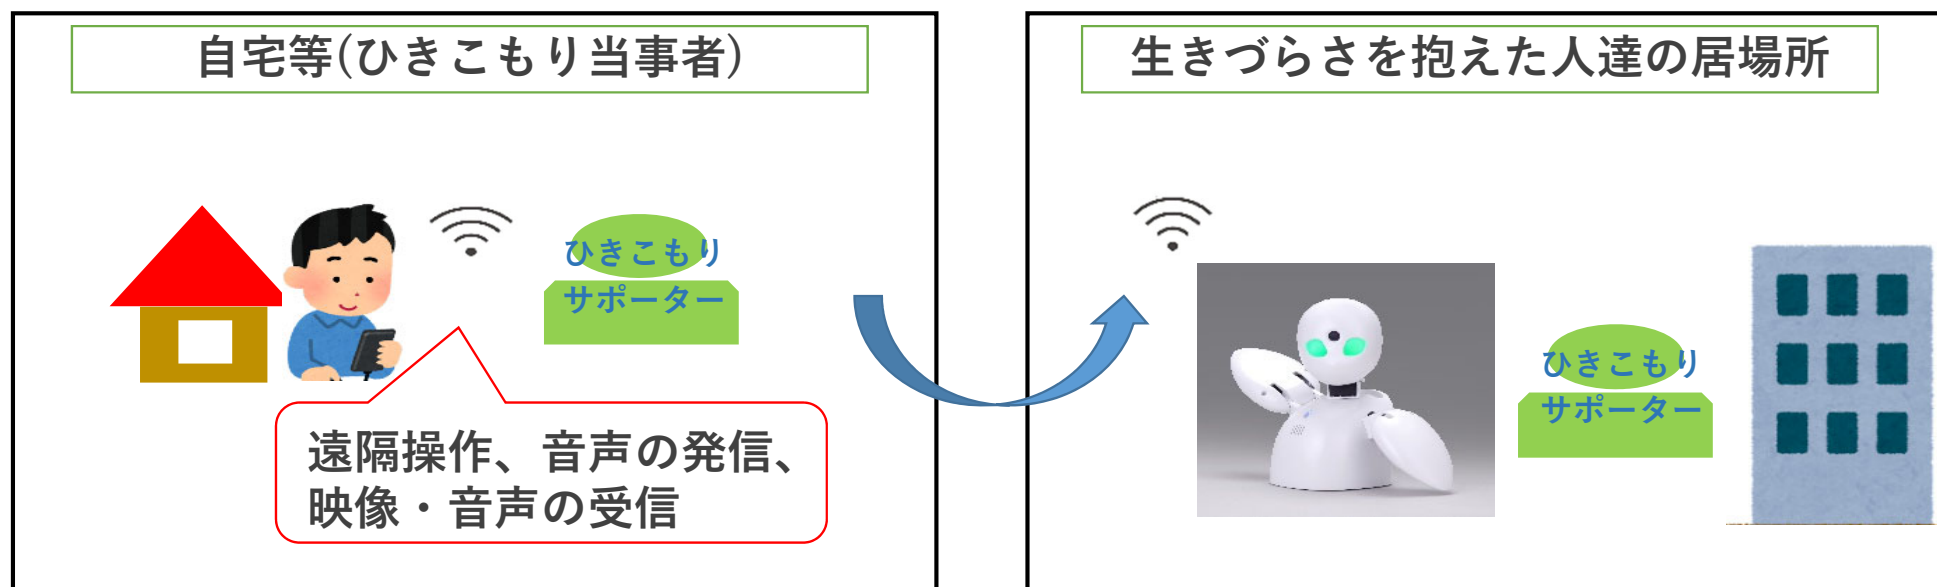 自宅等(ひきこもり当事者)
ひきこもり
サポーター
遠隔操作、音声の発信、
映像・音声の受信
生きづらさを抱えた人達の居場所
ひきこもり
サポーター